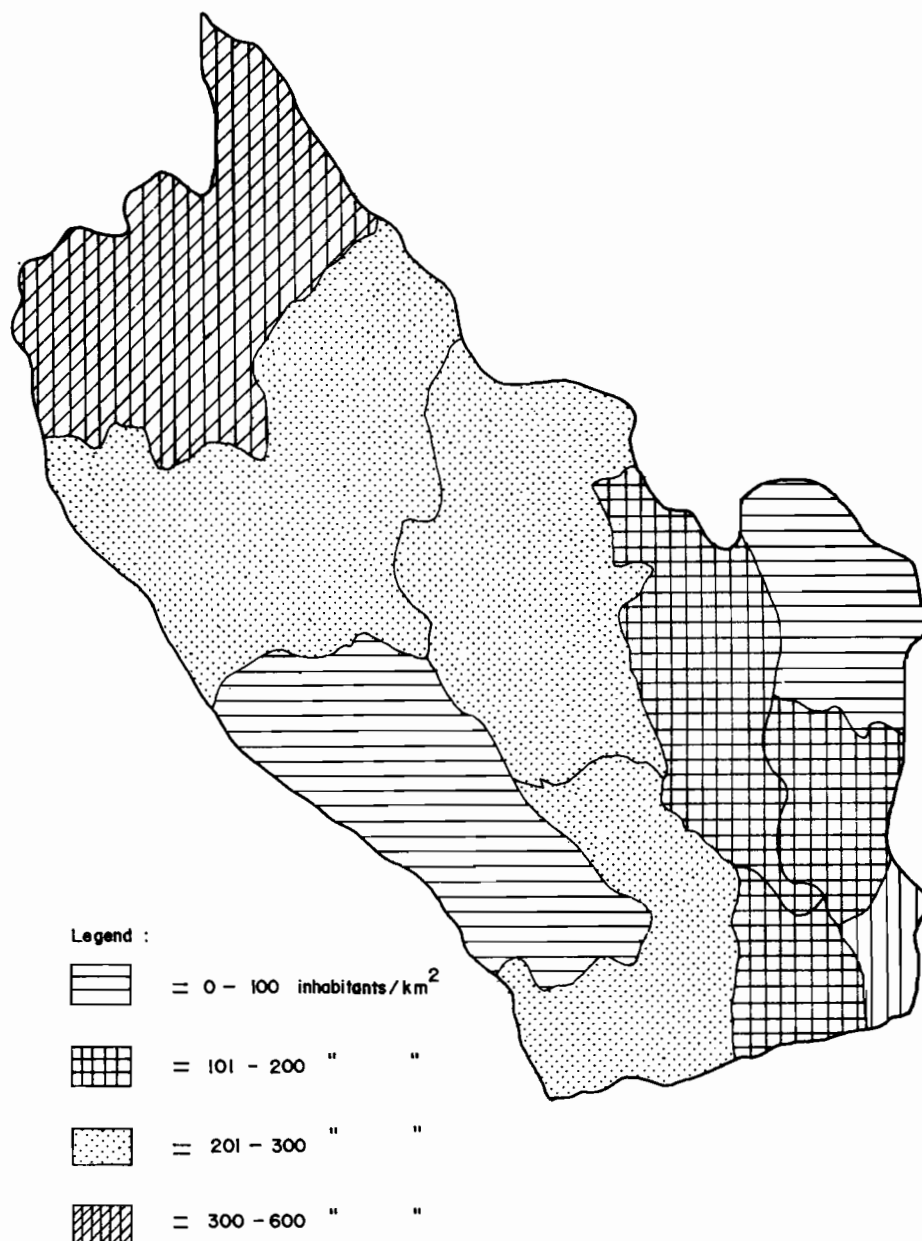 Legend :
= 0 - 100 inhabitants/km²
= 101 - 200 " "
= 201 - 300 " "
= 300 - 600 " "